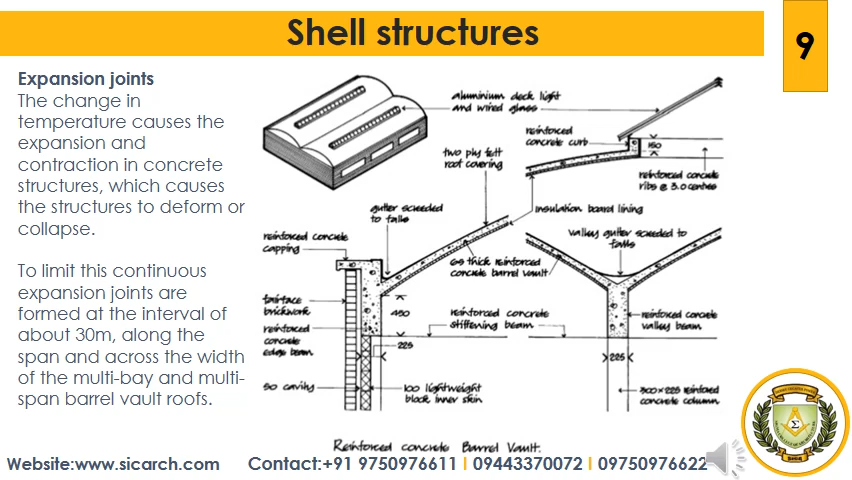 Shell structures
9
Expansion joints
The change in
temperature causes the
expansion and
contraction in concrete
structures, which causes
the structures to deform or
collapse.
To limit this continuous
expansion joints are
formed at the interval of
about 30m, along the
span and across the width
of the multi-bay and multi-
span barrel vault roofs.
aluminium deck light
and wired glass
reinforced
concrete curb
150
two ply felt
roof covering
reinforced concrete
ribs @ 3.0 centres
gutter screeded
to falls
insulation board lining
valley gutter screeded to
falls
reinforced concrete
capping
65 thick reinforced
concrete barrel vault
fairface
brickwork
450
reinforced concrete
stiffening beam
reinforced concrete
valley beam
reinforced
concrete
edge beam
225
225
50 cavity
100 lightweight
block inner skin
300 x 225 reinforced
concrete column
Reinforced concrete Barrel Vault.
Website:www.sicarch.com
Contact:+91 9750976611 I 09443370072 I 09750976622